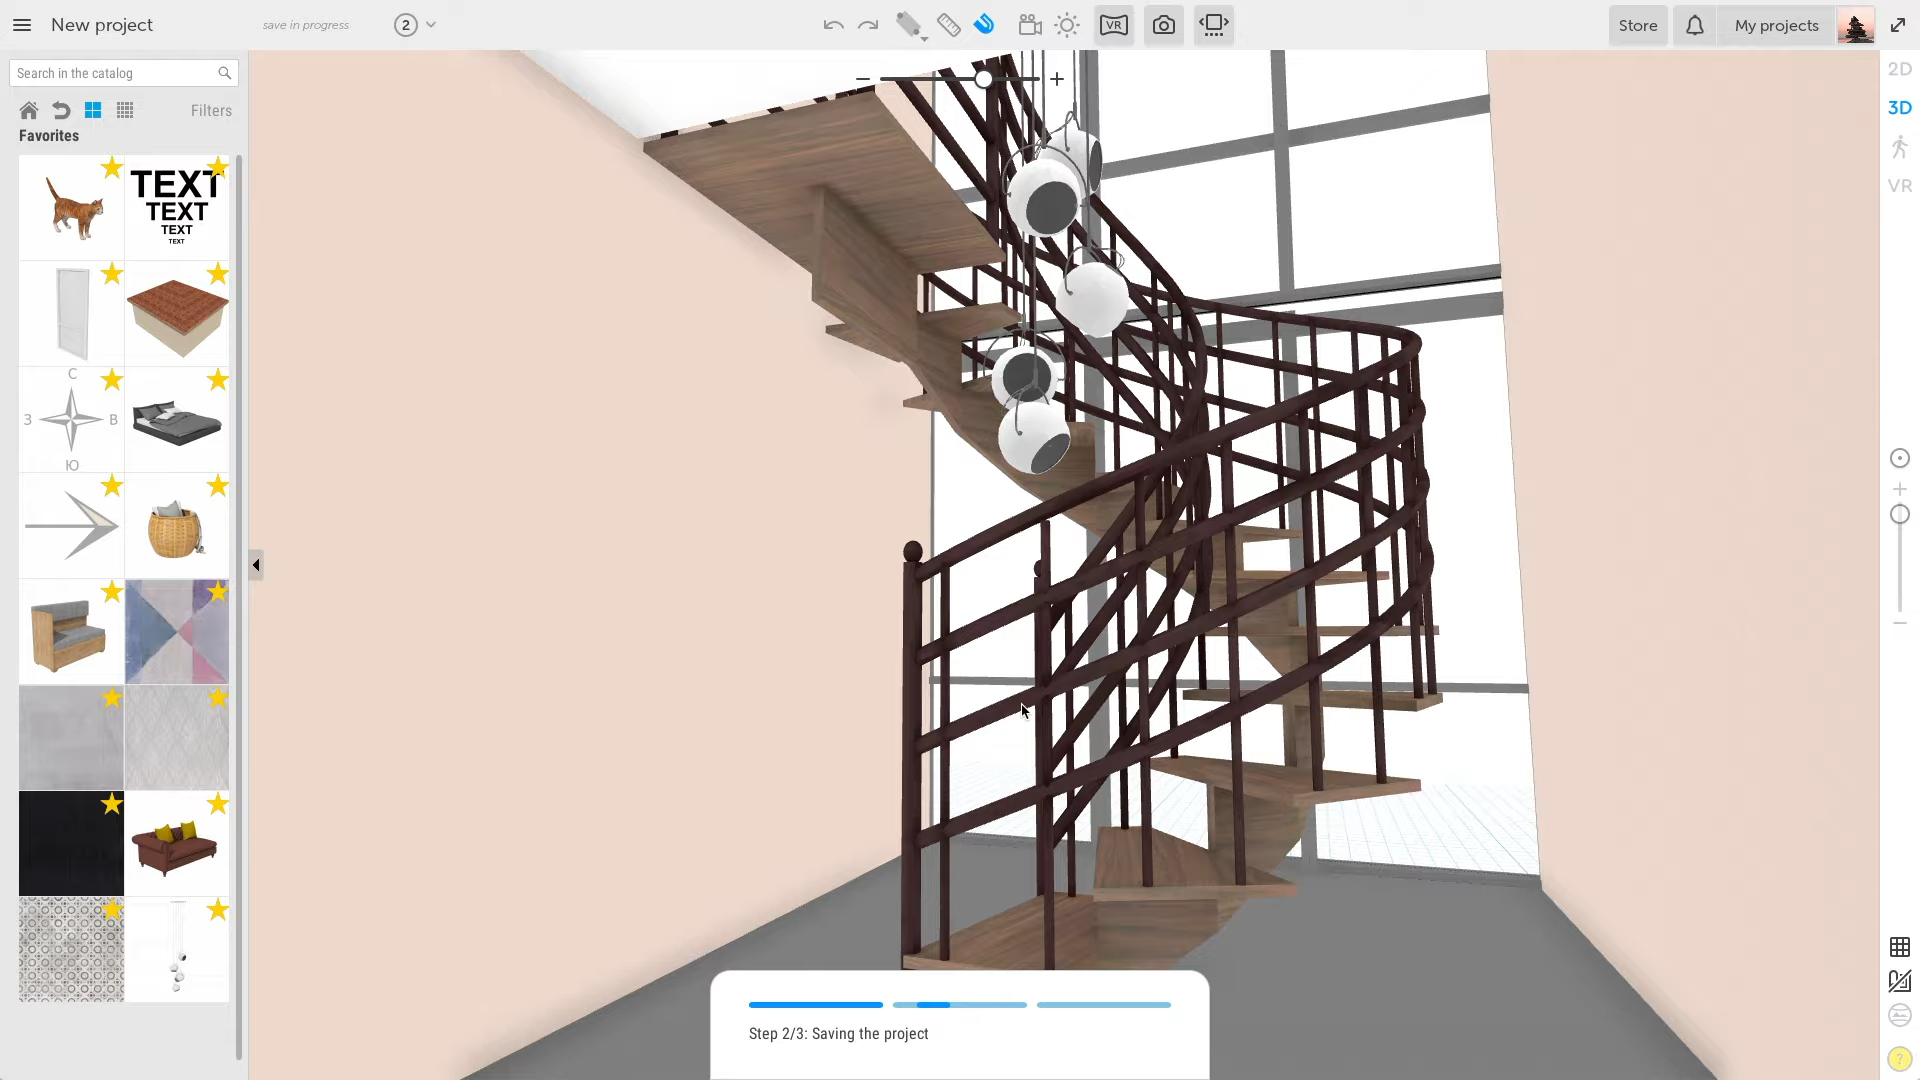 New project
save in progress
2
VR
Store
My projects
Search in the catalog
Filters
Favorites
TEXT
TEXT
TEXT
TEXT
С
З
В
Ю
2D
3D
VR
?
Step 2/3: Saving the project